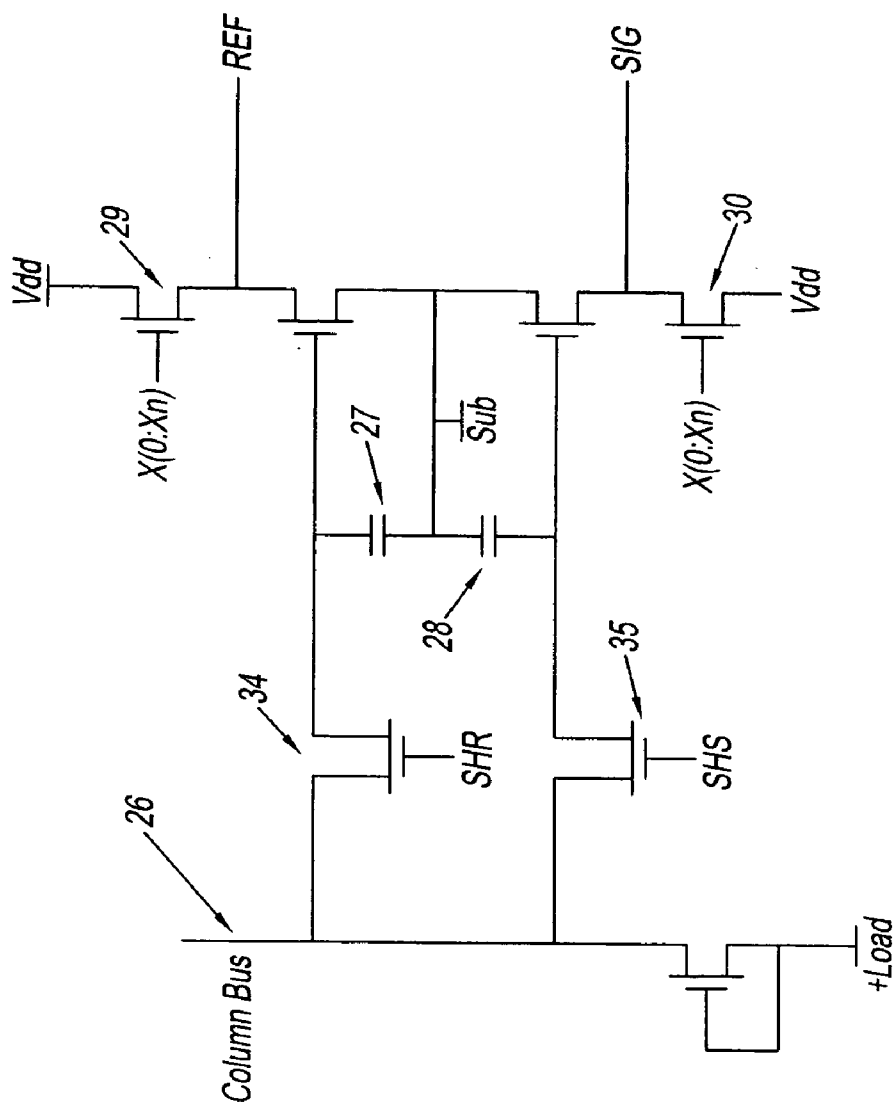 Column Bus
26
+Load
34
SHR
SHS
35
27
28
Sub
Vdd
29
X(0:Xn)
REF
SIG
X(0:Xn)
30
Vdd